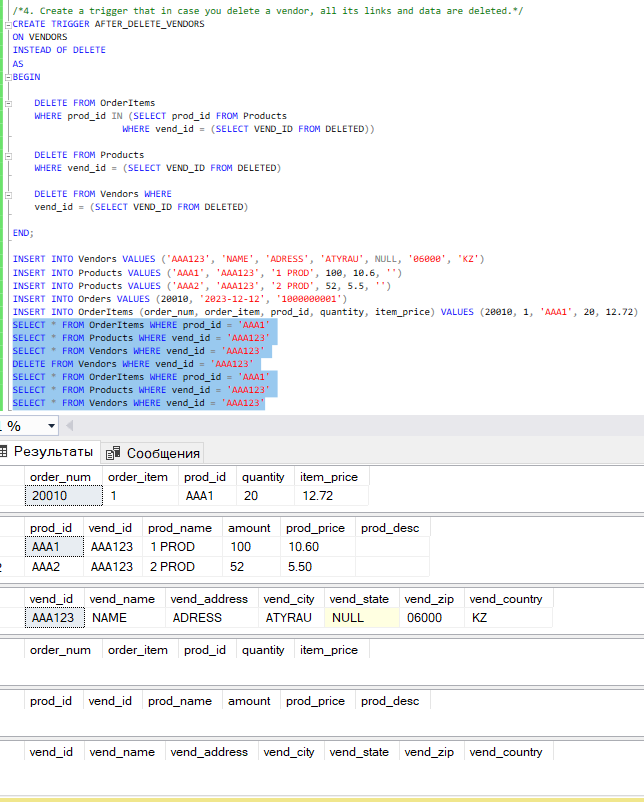 /*4. Create a trigger that in case you delete a vendor, all its links and data are deleted.*/
CREATE TRIGGER AFTER_DELETE_VENDORS
ON VENDORS
INSTEAD OF DELETE
AS
BEGIN
DELETE FROM OrderItems
WHERE prod_id IN (SELECT prod_id FROM Products
WHERE vend_id = (SELECT VEND_ID FROM DELETED))
DELETE FROM Products
WHERE vend_id = (SELECT VEND_ID FROM DELETED)
DELETE FROM Vendors WHERE
vend_id = (SELECT VEND_ID FROM DELETED)
END;
INSERT INTO Vendors VALUES ('AAA123', 'NAME', 'ADRESS', 'ATYRAU', NULL, '06000', 'KZ')
INSERT INTO Products VALUES ('AAA1', 'AAA123', '1 PROD', 100, 10.6, '')
INSERT INTO Products VALUES ('AAA2', 'AAA123', '2 PROD', 52, 5.5, '')
INSERT INTO Orders VALUES (20010, '2023-12-12', '1000000001')
INSERT INTO OrderItems (order_num, order_item, prod_id, quantity, item_price) VALUES (20010, 1, 'AAA1', 20, 12.72)
SELECT * FROM OrderItems WHERE prod_id = 'AAA1'
SELECT * FROM Products WHERE vend_id = 'AAA123'
SELECT * FROM Vendors WHERE vend_id = 'AAA123'
DELETE FROM Vendors WHERE vend_id = 'AAA123'
SELECT * FROM OrderItems WHERE prod_id = 'AAA1'
SELECT * FROM Products WHERE vend_id = 'AAA123'
SELECT * FROM Vendors WHERE vend_id = 'AAA123'
%
Результаты Сообщения
order_num order_item prod_id quantity item_price
20010 1 AAA1 20 12.72
prod_id vend_id prod_name amount prod_price prod_desc
AAA1 AAA123 1 PROD 100 10.60
AAA2 AAA123 2 PROD 52 5.50
vend_id vend_name vend_address vend_city vend_state vend_zip vend_country
AAA123 NAME ADRESS ATYRAU NULL 06000 KZ
order_num order_item prod_id quantity item_price
prod_id vend_id prod_name amount prod_price prod_desc
vend_id vend_name vend_address vend_city vend_state vend_zip vend_country